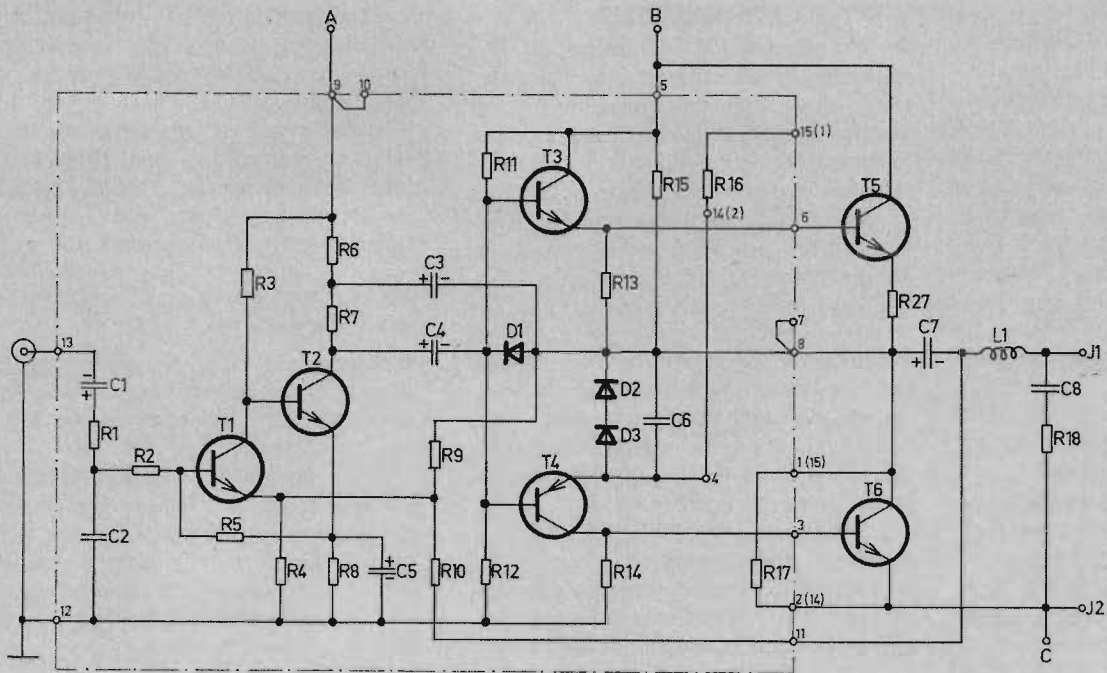 A
B
9
10
5
15(1)
R11
T3
R15
R16
T5
14(2)
6
R6
R3
C3
R13
+ -
R27
R7
7
C4
D1
C7
L1
13
+ -
8
+ -
J1
T2
C1
-
+
D2
C8
R1
T1
D3
C6
R18
R9
R2
T4
1(15)
4
T6
R5
3
C2
+
-
C5
R4
R8
R10
R12
R14
R17
12
2(14)
J2
11
C